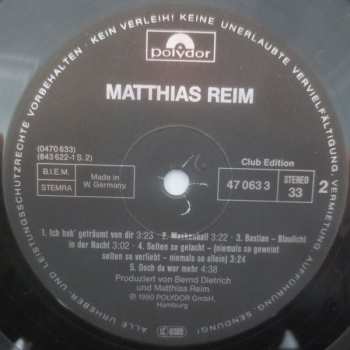 polydor
MATTHIAS REIM
(0470 633)
(843 622-1 S. 2)
B.I.E.M.
STEMRA
Made in
W. Germany
Club Edition
47 063 3
STEREO
33
2
1. Ich hab' geträumt von dir 3:23 · 2. Maskenball 3:22 · 3. Bastian - Blaulicht
in der Nacht 3:02 · 4. Selten so gelacht - (niemals so geweint
selten so verliebt - niemals so allein) 3:24
5. Doch da war mehr 4:38
Produziert von Bernd Dietrich
und Matthias Reim
℗ 1990 POLYDOR GmbH,
Hamburg
ALLE URHEBER UND LEISTUNGSSCHUTZRECHTE VORBEHALTEN · KEIN VERLEIH! KEINE UNERLAUBTE VERVIELFÄLTIGUNG, VERMIETUNG, AUFFÜHRUNG, SENDUNG!